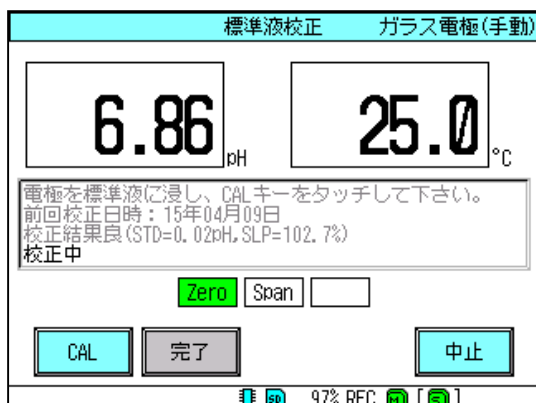 標準液校正 ガラス電極(手動)
6.86 pH 25.0 °C
電極を標準液に浸し、CALキーをタッチして下さい。
前回校正日時：15年04月09日
校正結果良(STD=0.02pH,SLP=102.7%)
校正中
Zero Span
CAL 完了 中止
SD 97% REC M [S]